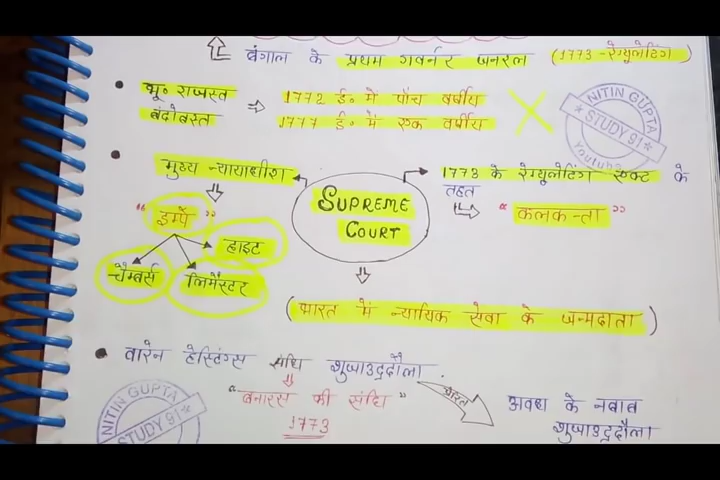 बंगाल के प्रथम गवर्नर जनरल (1773-रेग्यूलेटिंग)
भू० राजस्त बंदोबस्त ⇒ 1772 ई० में पाँच वर्षीय
1777 ई० में एक वर्षीय
NITIN GUPTA
STUDY 91
Youtube
मुख्य न्यायाधीश
SUPREME COURT
1773 के रेग्यूलेटिंग एक्ट के तहत
"कलकत्ता"
"इम्पे"
हाइट
चैम्बर्स
लिमेस्टर
(भारत में न्यायिक सेवा के जन्मदाता)
वारेन हेस्टिंग्स संधि शुजाउद्दौला.
"बनारस की संधि"
1773
अवध के नवाब
शुजाउद्दौला
NITIN GUPTA
STUDY 91